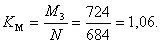 K_М = М_З / N = 724 / 684 = 1,06.